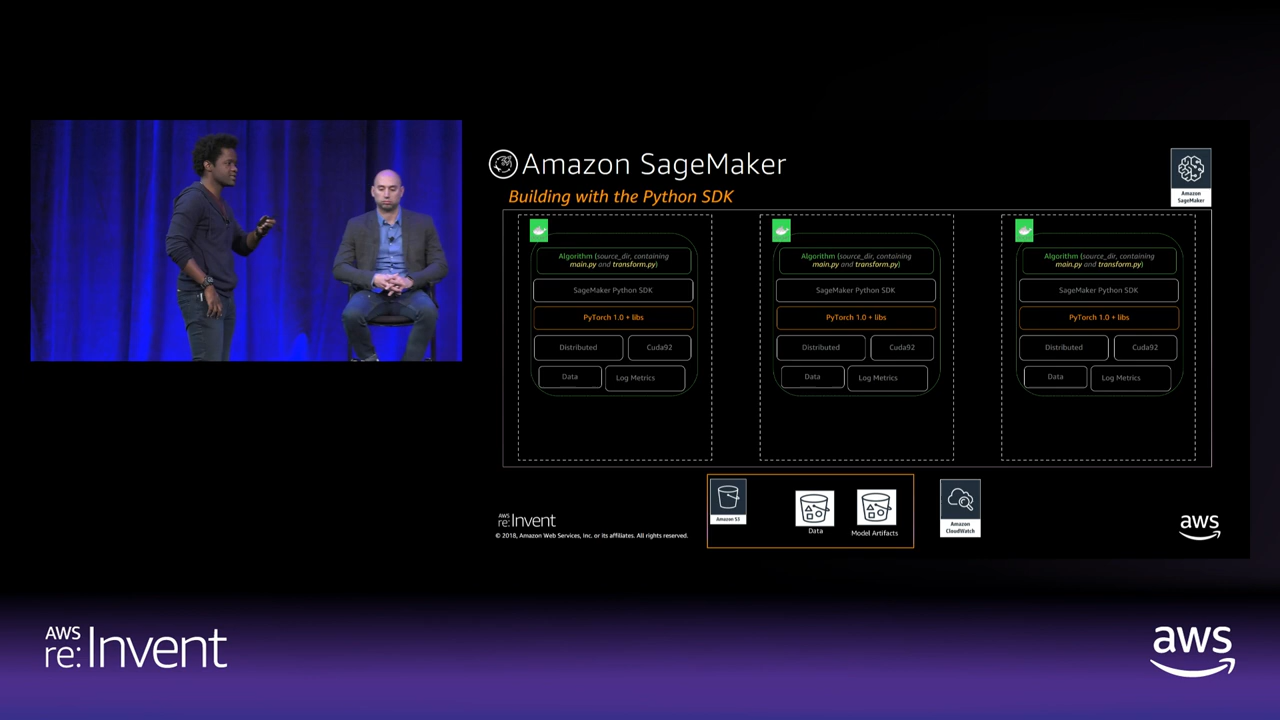 Amazon SageMaker
Building with the Python SDK
Amazon
SageMaker
Algorithm (source_dir, containing
main.py and transform.py)
SageMaker Python SDK
PyTorch 1.0 + libs
Distributed
Cuda92
Data
Log Metrics
Algorithm (source_dir, containing
main.py and transform.py)
SageMaker Python SDK
PyTorch 1.0 + libs
Distributed
Cuda92
Data
Log Metrics
Algorithm (source_dir, containing
main.py and transform.py)
SageMaker Python SDK
PyTorch 1.0 + libs
Distributed
Cuda92
Data
Log Metrics
Amazon S3
Data
Model Artifacts
Amazon
CloudWatch
AWS
re:Invent
© 2018, Amazon Web Services, Inc. or its affiliates. All rights reserved.
aws
AWS
re:Invent
aws